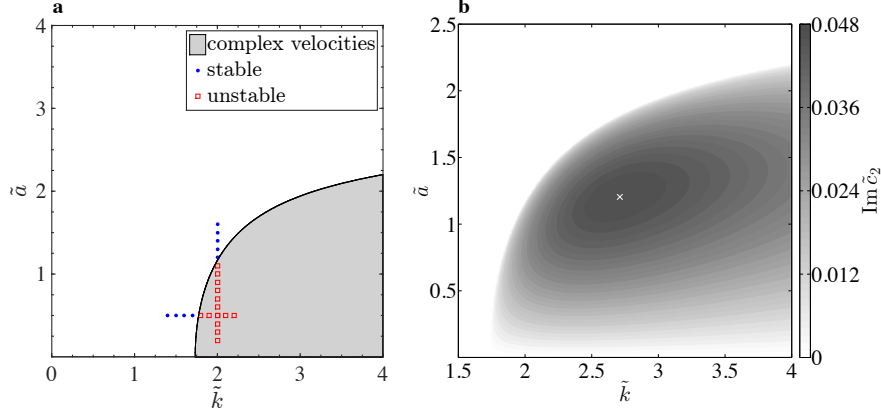 a
4
3
2
1
0
1
2
3
4
ã
k̃
complex velocities
stable
unstable
b
2.5
2
1.5
1
0.5
1.5
2
2.5
3
3.5
4
ã
k̃
0.048
0.036
0.024
0.012
0
Im c̃₂